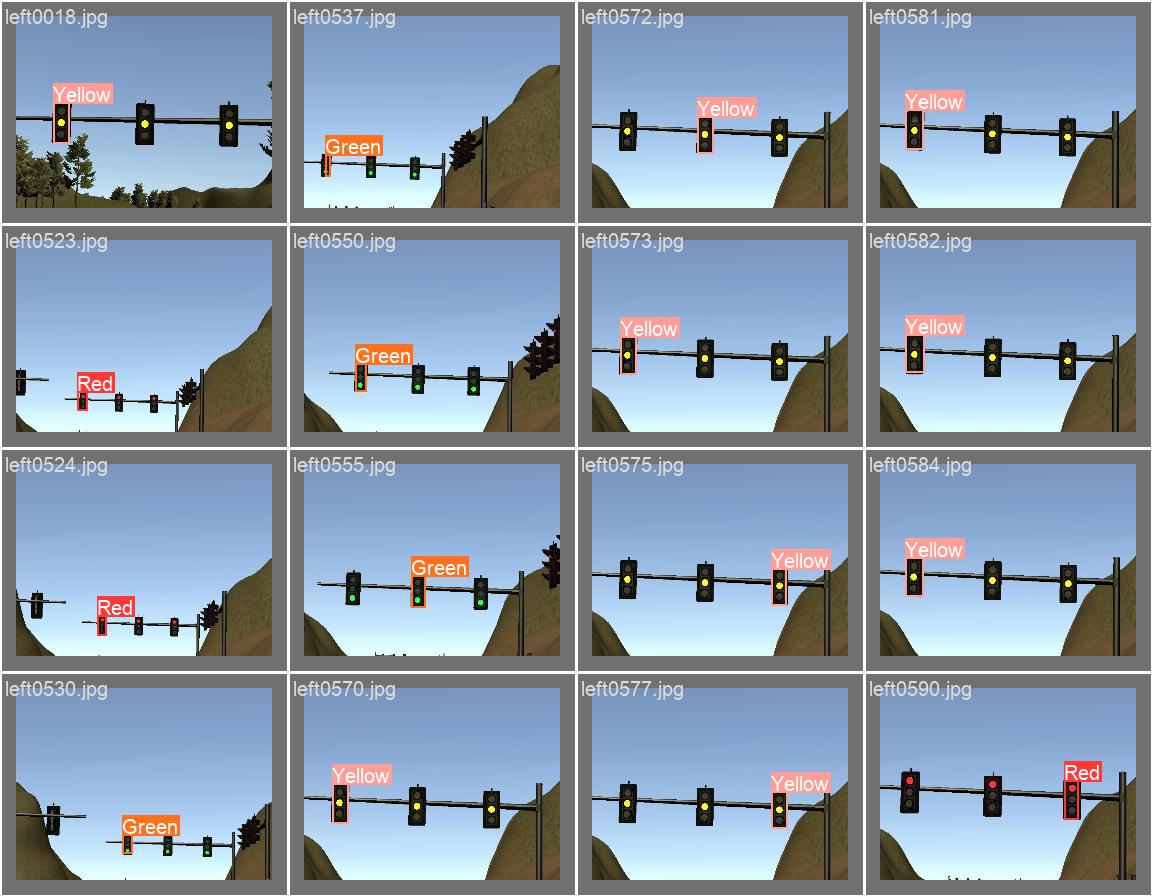 left0018.jpg
Yellow
left0537.jpg
Green
left0572.jpg
Yellow
left0581.jpg
Yellow
left0523.jpg
Red
left0550.jpg
Green
left0573.jpg
Yellow
left0582.jpg
Yellow
left0524.jpg
Red
left0555.jpg
Green
left0575.jpg
Yellow
left0584.jpg
Yellow
left0530.jpg
Green
left0570.jpg
Yellow
left0577.jpg
Yellow
left0590.jpg
Red